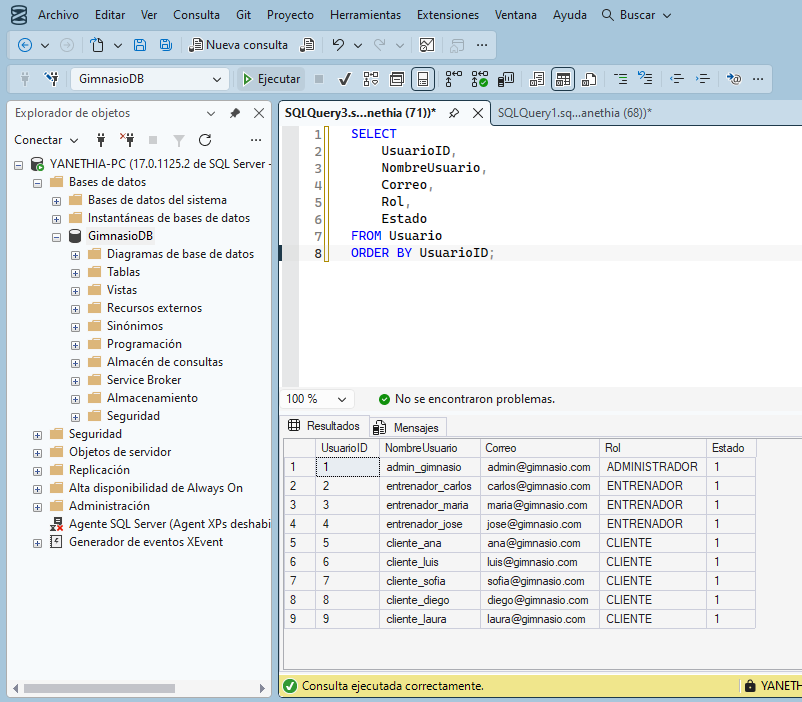 Archivo Editar Ver Consulta Git Proyecto Herramientas Extensiones Ventana Ayuda Buscar
Nueva consulta
GimnasioDB Ejecutar
Explorador de objetos
Conectar
YANETHIA-PC (17.0.1125.2 de SQL Server -
Bases de datos
Bases de datos del sistema
Instantáneas de bases de datos
GimnasioDB
Diagramas de base de datos
Tablas
Vistas
Recursos externos
Sinónimos
Programación
Almacén de consultas
Service Broker
Almacenamiento
Seguridad
Seguridad
Objetos de servidor
Replicación
Alta disponibilidad de Always On
Administración
Agente SQL Server (Agent XPs deshabi
Generador de eventos XEvent
SQLQuery3.s...nethia (71))* SQLQuery1.sq...anethia (68))*
1 SELECT
2 UsuarioID,
3 NombreUsuario,
4 Correo,
5 Rol,
6 Estado
7 FROM Usuario
8 ORDER BY UsuarioID;
100 % No se encontraron problemas.
Resultados Mensajes
UsuarioID NombreUsuario Correo Rol Estado
1 1 admin_gimnasio admin@gimnasio.com ADMINISTRADOR 1
2 2 entrenador_carlos carlos@gimnasio.com ENTRENADOR 1
3 3 entrenador_maria maria@gimnasio.com ENTRENADOR 1
4 4 entrenador_jose jose@gimnasio.com ENTRENADOR 1
5 5 cliente_ana ana@gimnasio.com CLIENTE 1
6 6 cliente_luis luis@gimnasio.com CLIENTE 1
7 7 cliente_sofia sofia@gimnasio.com CLIENTE 1
8 8 cliente_diego diego@gimnasio.com CLIENTE 1
9 9 cliente_laura laura@gimnasio.com CLIENTE 1
Consulta ejecutada correctamente. YANETH